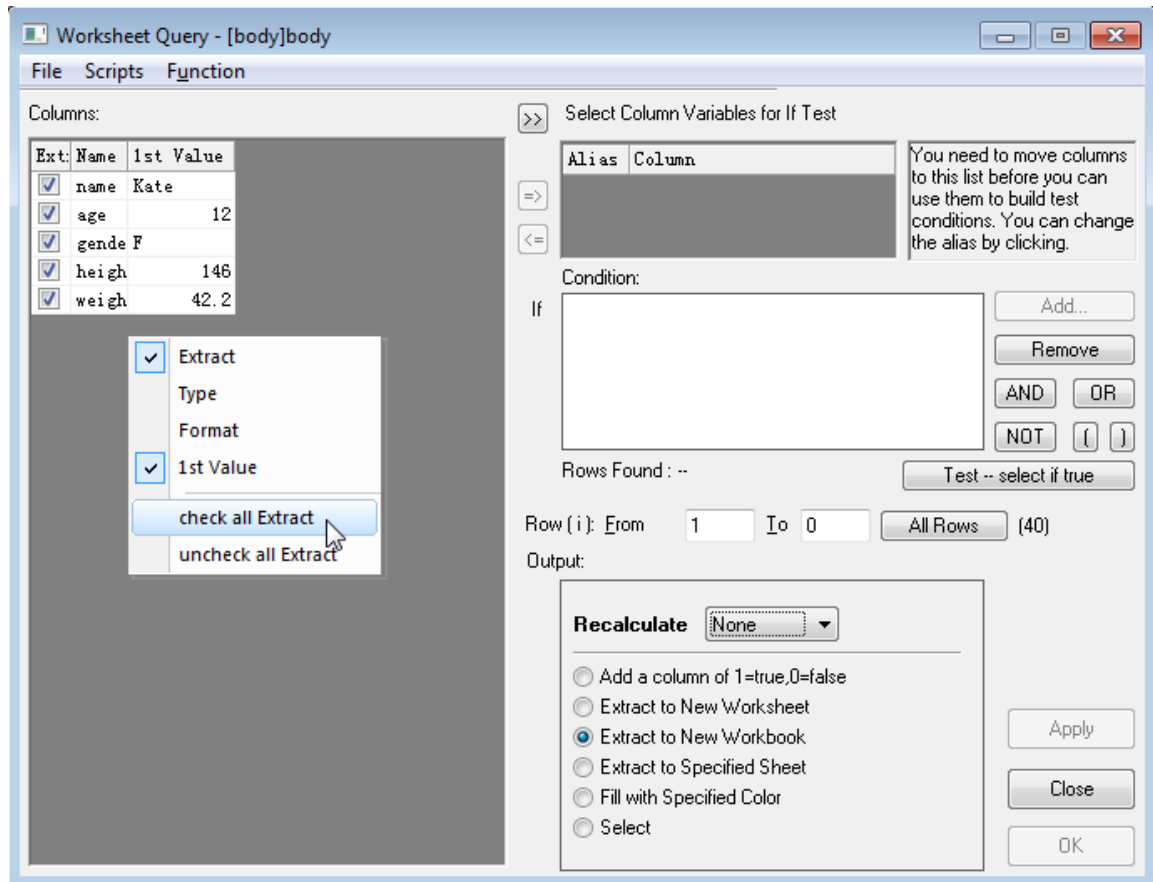 Worksheet Query - [body]body
File Scripts Function
Columns:
Ext: Name 1st Value
name Kate
age 12
gende F
heigh 146
weigh 42.2
Extract
Type
Format
1st Value
check all Extract
uncheck all Extract
>> Select Column Variables for If Test
Alias Column
=>
<=
You need to move columns
to this list before you can
use them to build test
conditions. You can change
the alias by clicking.
Condition:
If
Add...
Remove
AND OR
NOT ( )
Rows Found : --
Test -- select if true
Row ( i ): From 1 To 0 All Rows (40)
Output:
Recalculate None
Add a column of 1=true,0=false
Extract to New Worksheet
Extract to New Workbook
Extract to Specified Sheet
Fill with Specified Color
Select
Apply
Close
OK